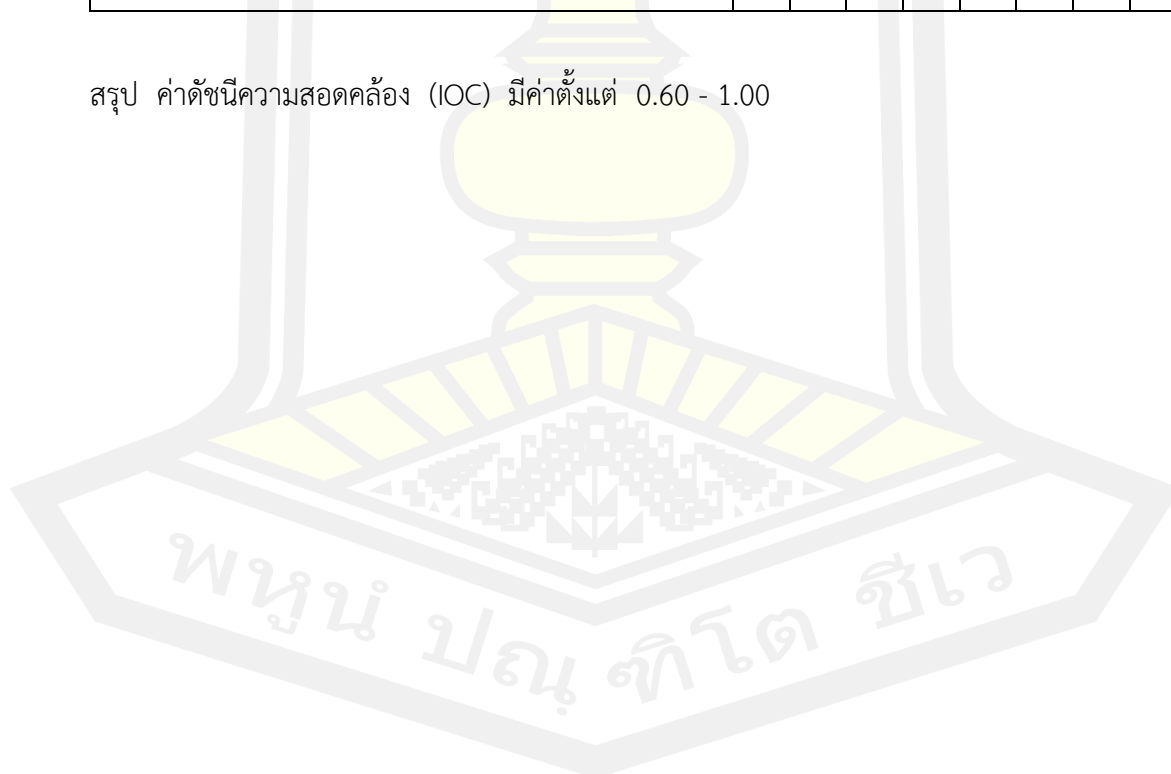 สรุป ค่าดัชนีความสอดคล้อง (IOC) มีค่าตั้งแต่ 0.60 - 1.00
พหูนํ ปณฺฑิโต ชีเว